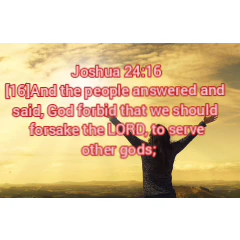 Joshua 24:16
[16]And the people answered and
said, God forbid that we should
forsake the LORD, to serve
other gods;